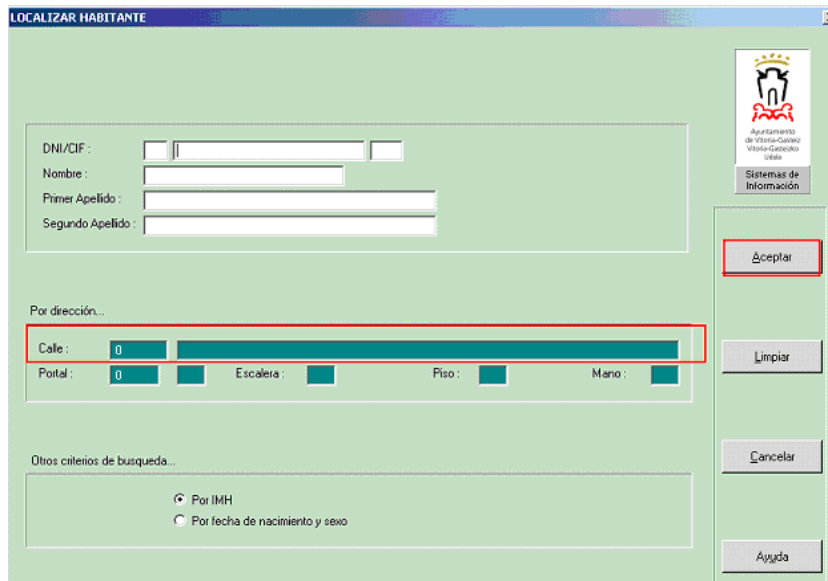 LOCALIZAR HABITANTE
Ayuntamiento
de Vitoria-Gasteiz
Vitoria-Gasteizko
Udala
Sistemas de
Información
DNI/CIF :
Nombre :
Primer Apellido :
Segundo Apellido :
Aceptar
Por dirección...
Calle : 0
Portal : 0 Escalera : Piso : Mano :
Limpiar
Otros criterios de busqueda...
Cancelar
Por IMH
Por fecha de nacimiento y sexo
Ayuda